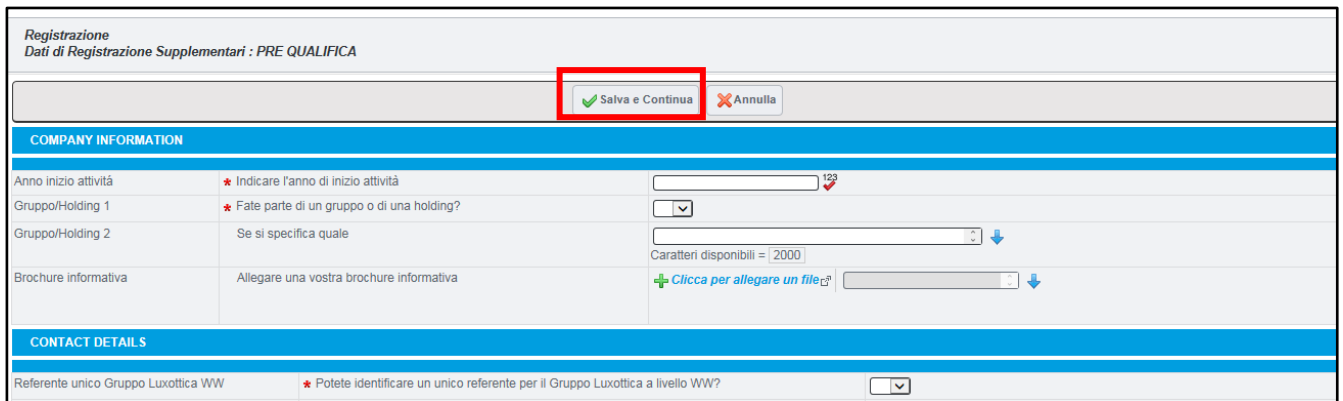 Registrazione
Dati di Registrazione Supplementari : PRE QUALIFICA
Salva e Continua Annulla
COMPANY INFORMATION
Anno inizio attività * Indicare l'anno di inizio attività 123
Gruppo/Holding 1 * Fate parte di un gruppo o di una holding?
Gruppo/Holding 2 Se si specifica quale
Caratteri disponibili = 2000
Brochure informativa Allegare una vostra brochure informativa Clicca per allegare un file
CONTACT DETAILS
Referente unico Gruppo Luxottica WW * Potete identificare un unico referente per il Gruppo Luxottica a livello WW?